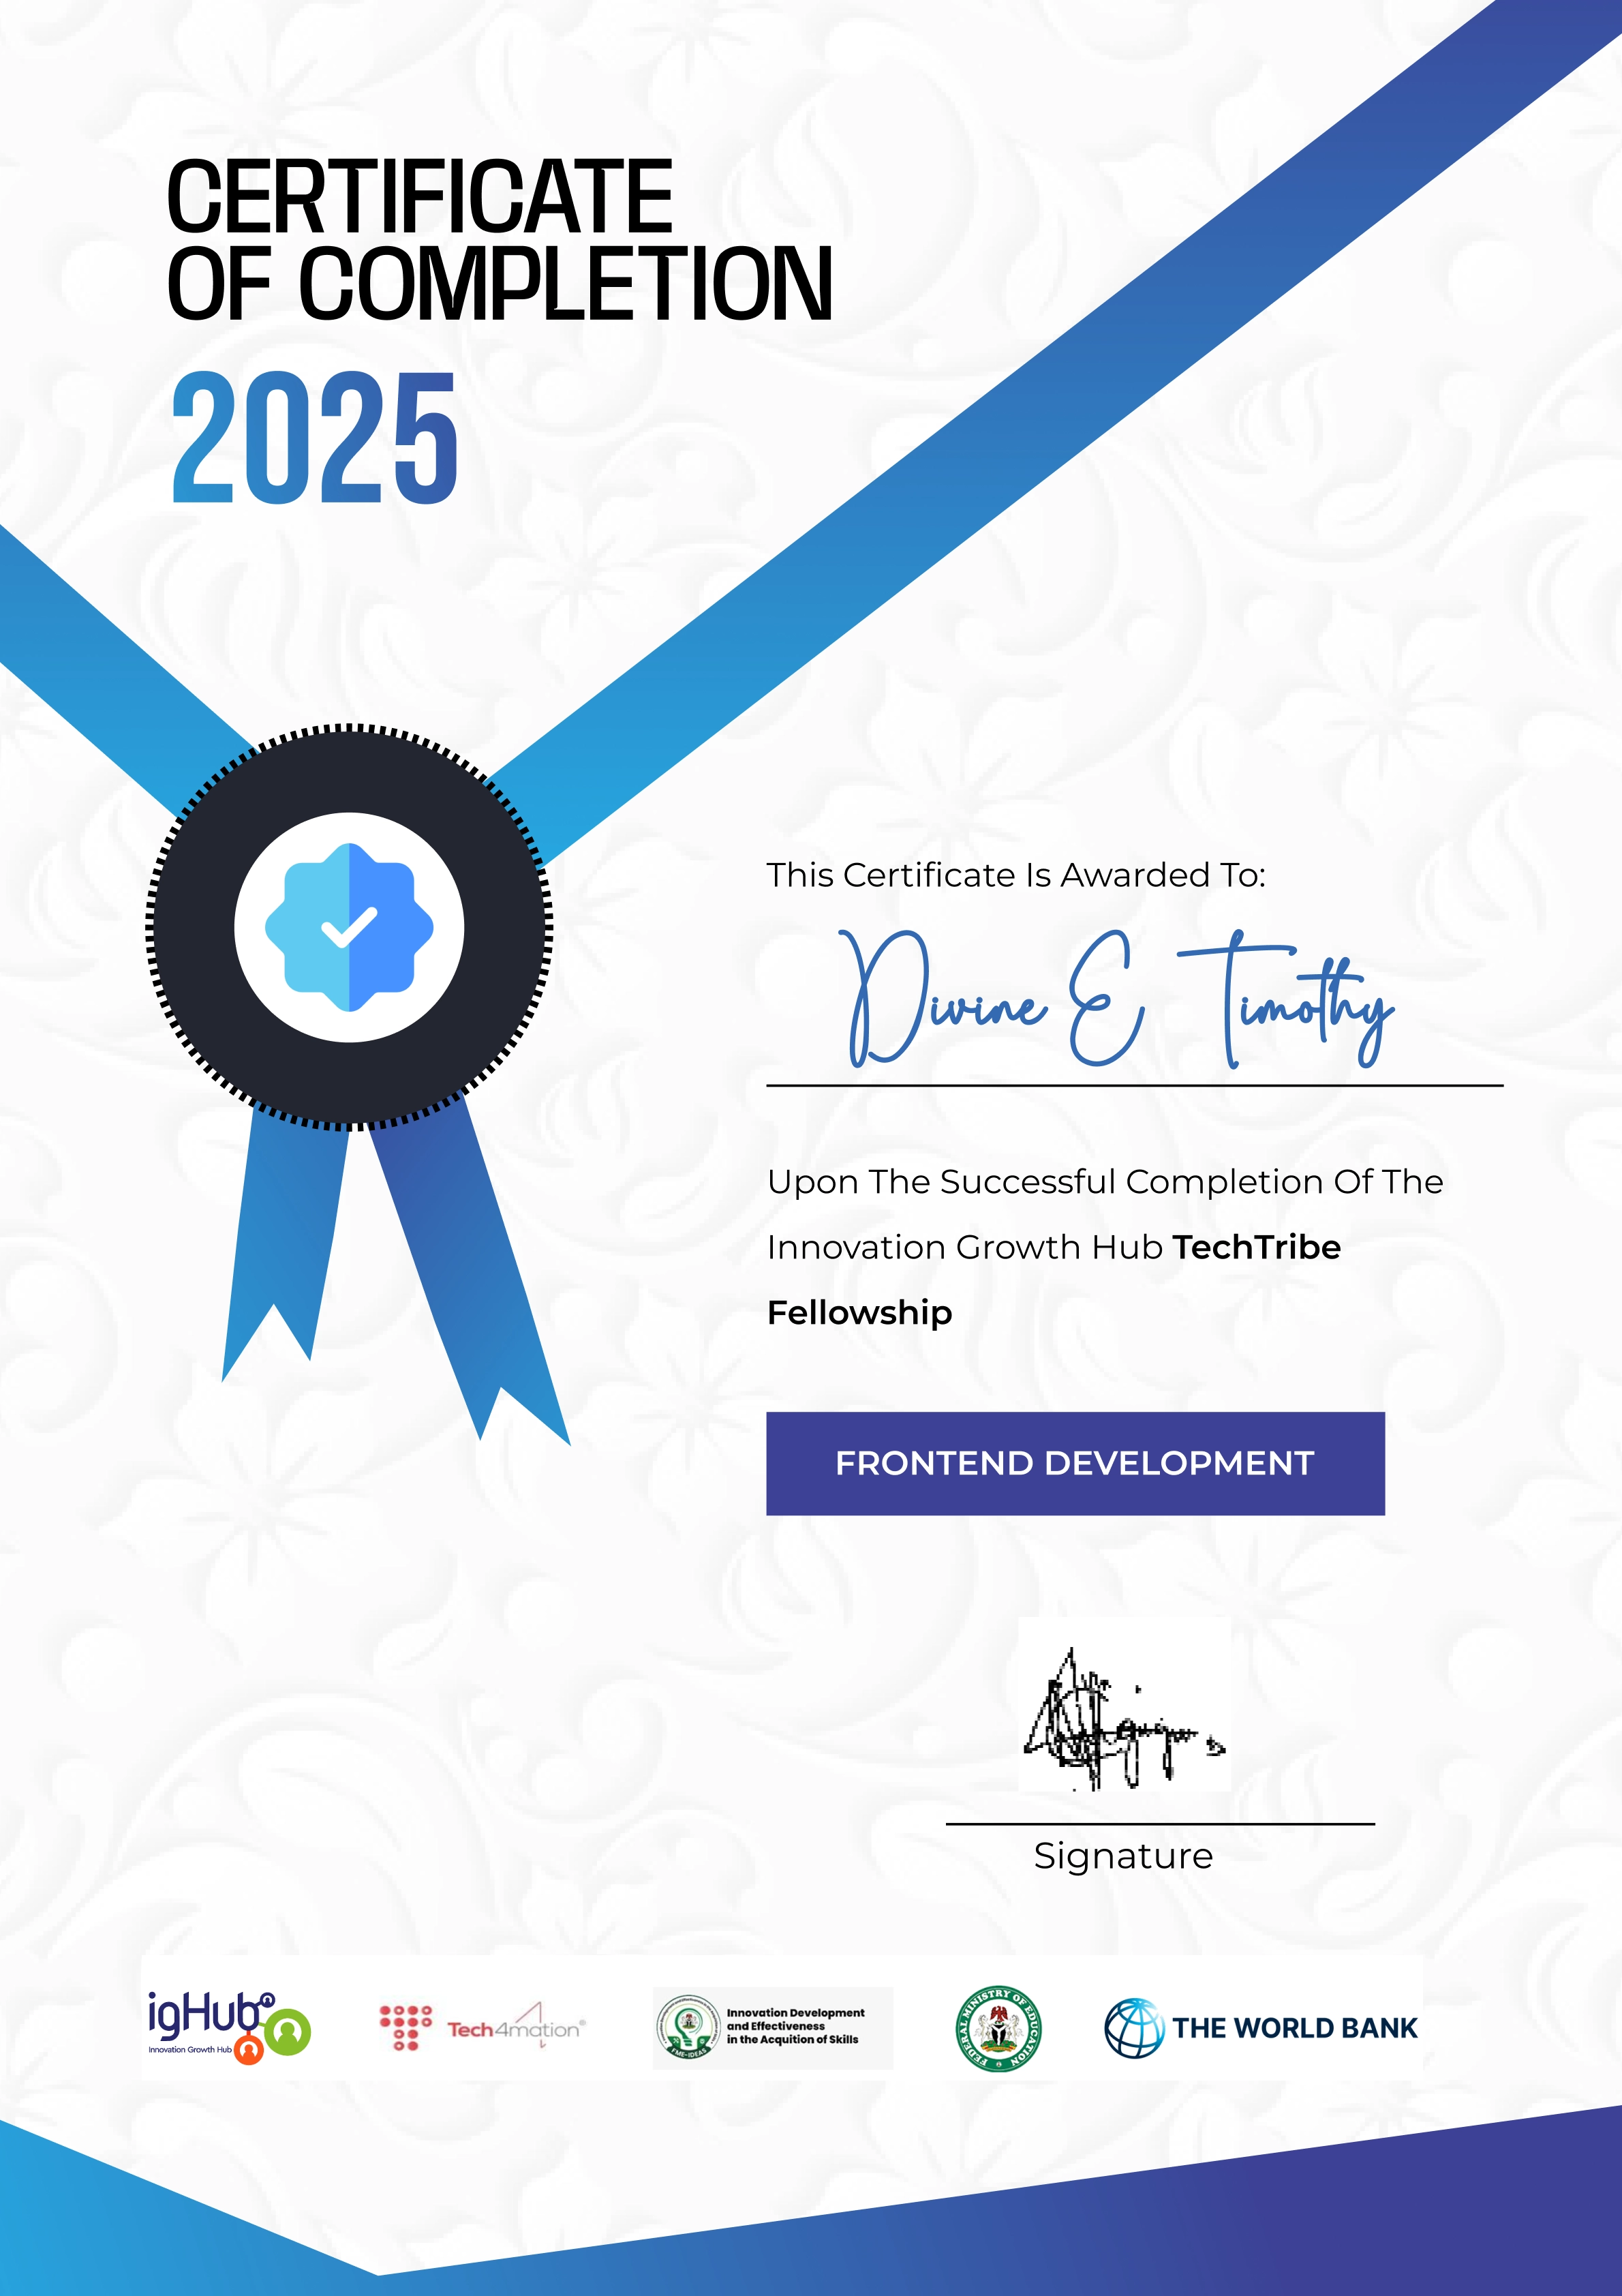 CERTIFICATE
OF COMPLETION
2025
This Certificate Is Awarded To:
Divine E Timothy
Upon The Successful Completion Of The
Innovation Growth Hub TechTribe
Fellowship
FRONTEND DEVELOPMENT
Signature
igHub
Innovation Growth Hub
Tech4mation®
FME-IDEAS
Innovation Development
and Effectiveness
in the Acquition of Skills
FEDERAL MINISTRY OF EDUCATION
THE WORLD BANK